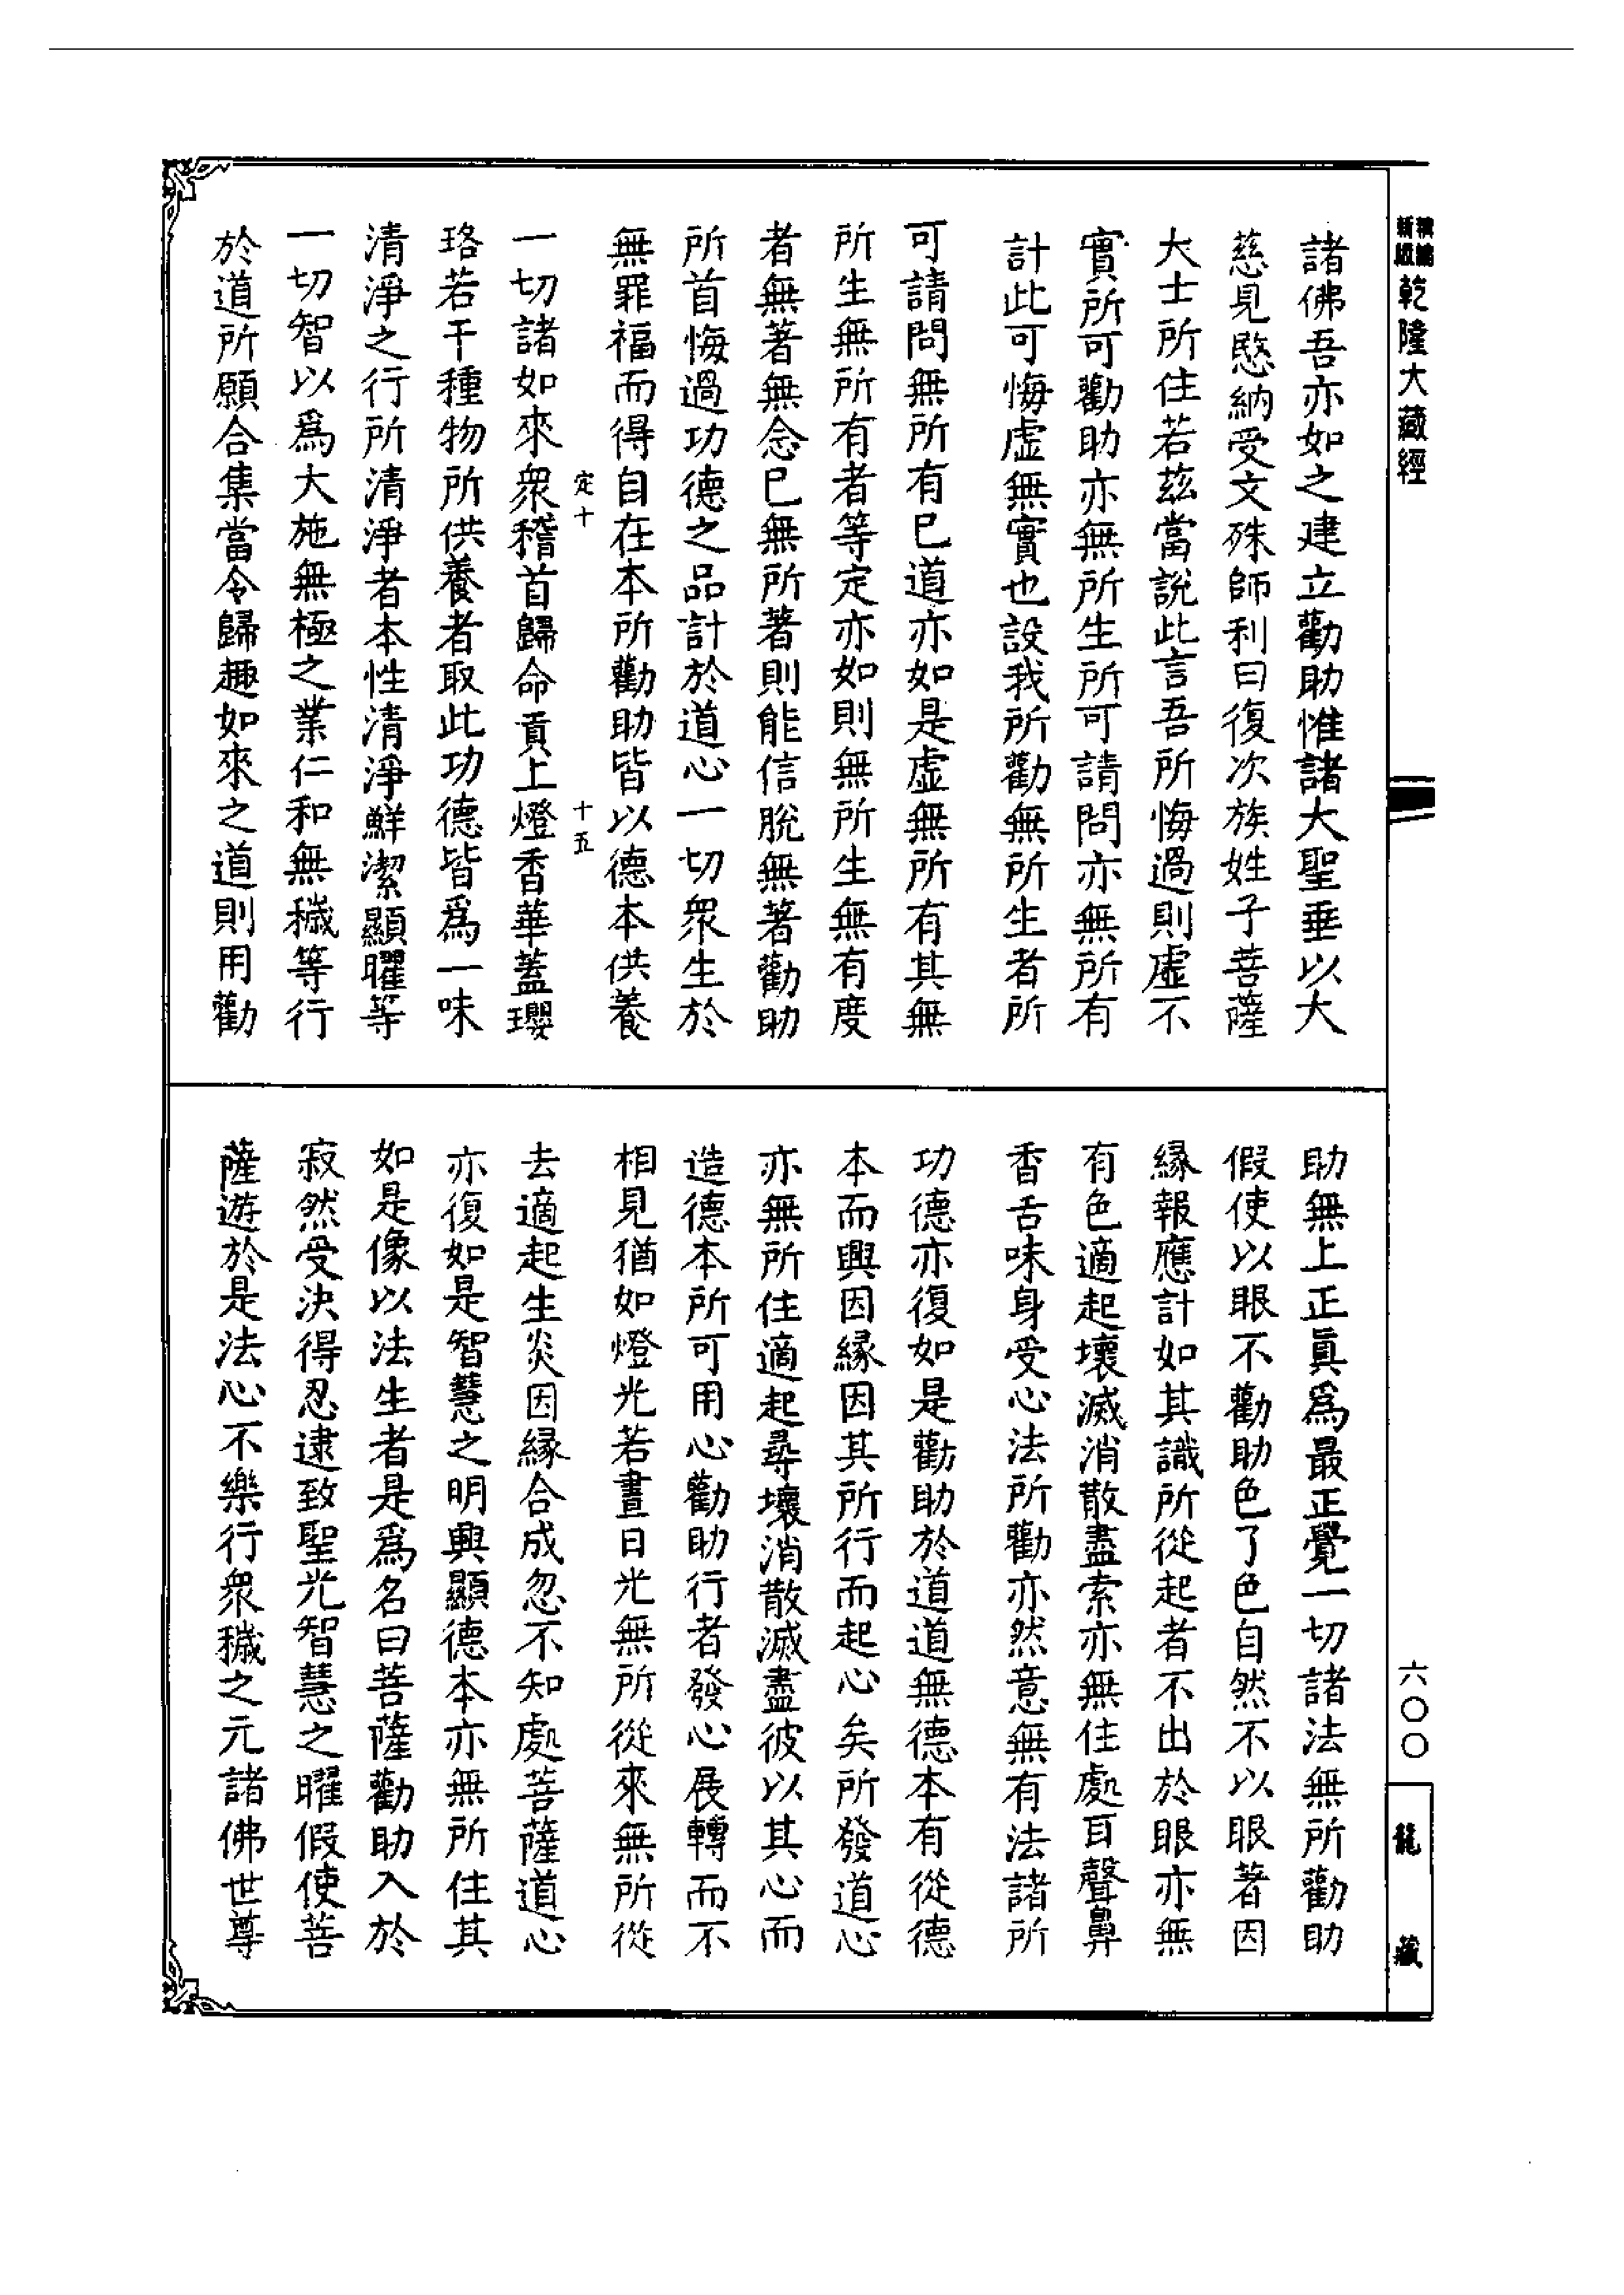 新編縮版
乾隆大藏經
諸佛吾亦如之建立勸助惟諸大聖垂以大
慈見愍納受文殊師利曰復次族姓子菩薩
大士所住若茲當說此言吾所悔過則虛不
實所可勸助亦無所生所可請問亦無所有
計此可悔虛無實也設我所勸無所生者所
可請問無所有巳道亦如是虛無所有其無
所生無所有者等定亦如則無所生無有度
者無著無念巳無所著則能信脫無著勸助
所首悔過功德之品計於道心一切衆生於
無罪福而得自在本所勸助皆以德本供養
定十
十五
一切諸如來衆稽首歸命貢上燈香華蓋瓔
珞若干種物所供養者取此功德皆爲一味
清淨之行所清淨者本性清淨鮮潔顯曜等
一切智以爲大施無極之業仁和無穢等行
於道所願合集當令歸趣如來之道則用勸
助無上正眞爲最正覺一切諸法無所勸助
假使以眼不勸助色了色自然不以眼著因
緣報應計如其識所從起者不出於眼亦無
有色適起壞滅消散盡索亦無住處耳聲鼻
香舌味身受心法所勸亦然意無有法諸所
功德亦復如是勸助於道道無德本有從德
本而興因緣因其所行而起心矣所發道心
亦無所住適起尋壞消散滅盡彼以其心而
造德本所可用心勸助行者發心展轉而不
相見猶如燈光若晝日光無所從來無所從
去適起生炎因緣合成忽不知處菩薩道心
亦復如是智慧之明興顯德本亦無所住其
如是像以法生者是爲名曰菩薩勸助入於
寂然受決得忍逮致聖光智慧之曜假使菩
薩遊於是法心不樂行衆穢之元諸佛世尊
六〇〇
龍藏